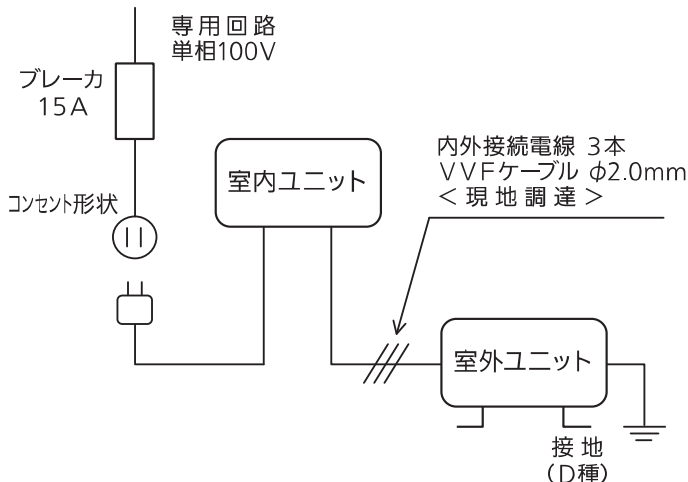 専用回路
単相100V
ブレーカ
15A
コンセント形状
室内ユニット
内外接続電線 3本
VVFケーブル φ2.0mm
<現地調達>
室外ユニット
接地
(D種)